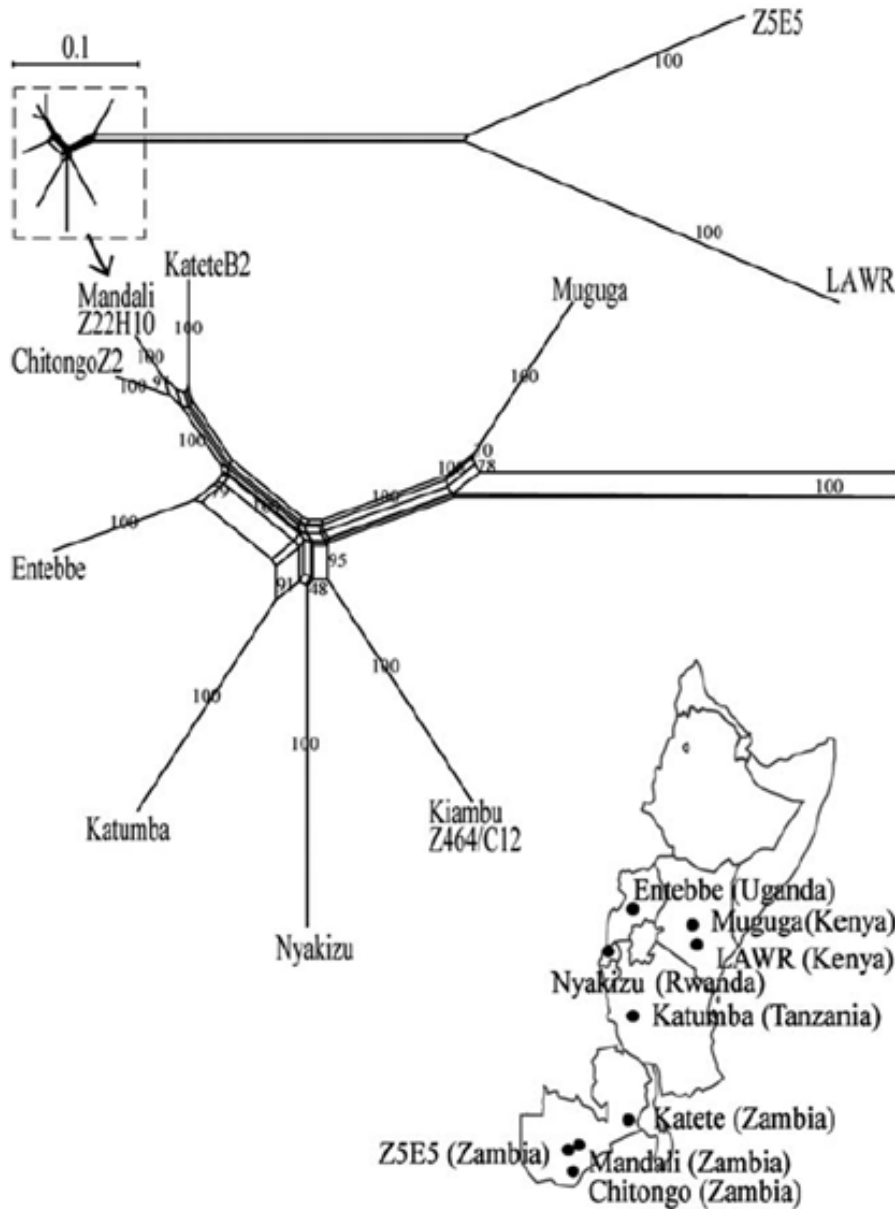 Z5E5
0.1
100
100
LAWR
KateteB2
Mandali
Z22H10
Muguga
ChitongoZ2
100
100
100
100
100
70
78
100
100
79
100
100
100
Entebbe
95
91
48
100
100
100
Katumba
Kiambu
Z464/C12
Nyakizu
Entebbe (Uganda)
Muguga (Kenya)
LAWR (Kenya)
Nyakizu (Rwanda)
Katumba (Tanzania)
Katete (Zambia)
Z5E5 (Zambia)
Mandali (Zambia)
Chitongo (Zambia)